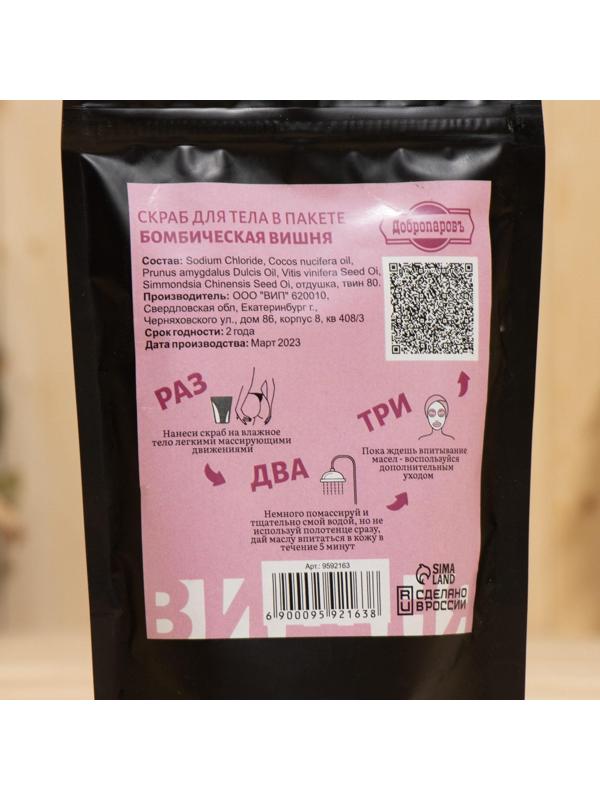 СКРАБ ДЛЯ ТЕЛА В ПАКЕТЕ
БОМБИЧЕСКАЯ ВИШНЯ
Добропаровъ
Состав: Sodium Chloride, Cocos nucifera oil,
Prunus amygdalus Dulcis Oil, Vitis vinifera Seed Oi,
Simmondsia Chinensis Seed Oi, отдушка, твин 80.
Производитель: ООО "ВИП" 620010,
Свердловская обл, Екатеринбург г.,
Черняховского ул., дом 86, корпус 8, кв 408/3
Срок годности: 2 года
Дата производства: Март 2023
РАЗ
Нанеси скраб на влажное
тело легкими массирующими
движениями
ДВА
Немного помассируй и
тщательно смой водой, но не
используй полотенце сразу,
дай маслу впитаться в кожу в
течение 5 минут
ТРИ
Пока ждешь впитывание
масел - воспользуйся
дополнительным
уходом
Арт.: 9592163
6 900095 921638
SIMA
LAND
RU
СДЕЛАНО
В РОССИИ